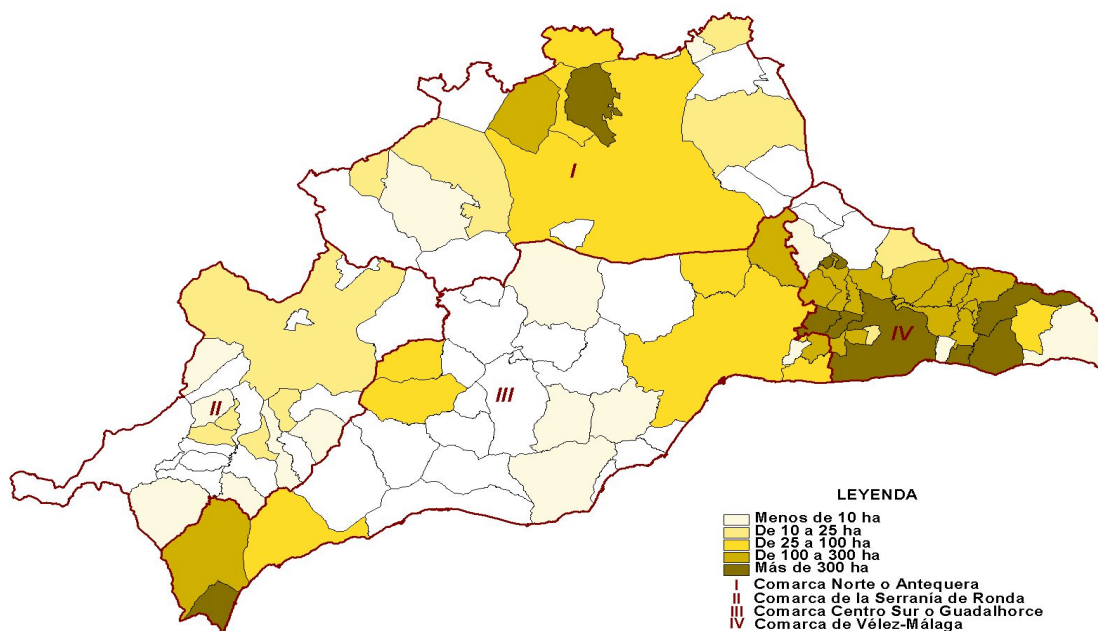 I
II
III
IV
LEYENDA
Menos de 10 ha
De 10 a 25 ha
De 25 a 100 ha
De 100 a 300 ha
Más de 300 ha
I Comarca Norte o Antequera
II Comarca de la Serranía de Ronda
III Comarca Centro Sur o Guadalhorce
IV Comarca de Vélez-Málaga